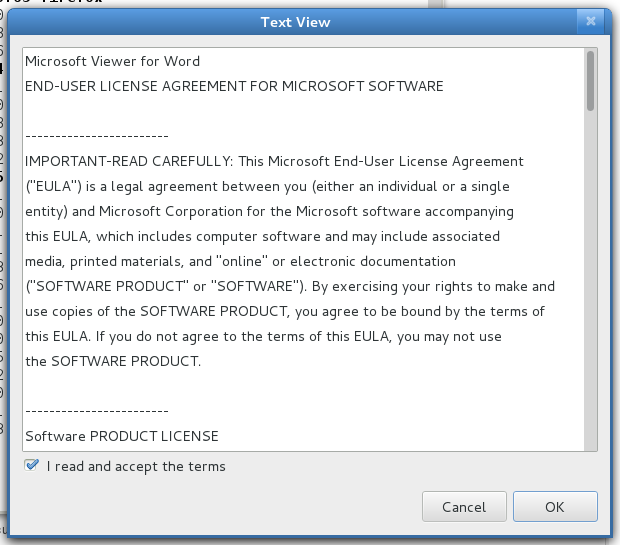 Text View
Microsoft Viewer for Word
END-USER LICENSE AGREEMENT FOR MICROSOFT SOFTWARE
------------------------
IMPORTANT-READ CAREFULLY: This Microsoft End-User License Agreement
("EULA") is a legal agreement between you (either an individual or a single
entity) and Microsoft Corporation for the Microsoft software accompanying
this EULA, which includes computer software and may include associated
media, printed materials, and "online" or electronic documentation
("SOFTWARE PRODUCT" or "SOFTWARE"). By exercising your rights to make and
use copies of the SOFTWARE PRODUCT, you agree to be bound by the terms of
this EULA. If you do not agree to the terms of this EULA, you may not use
the SOFTWARE PRODUCT.
------------------------
Software PRODUCT LICENSE
I read and accept the terms
Cancel
OK